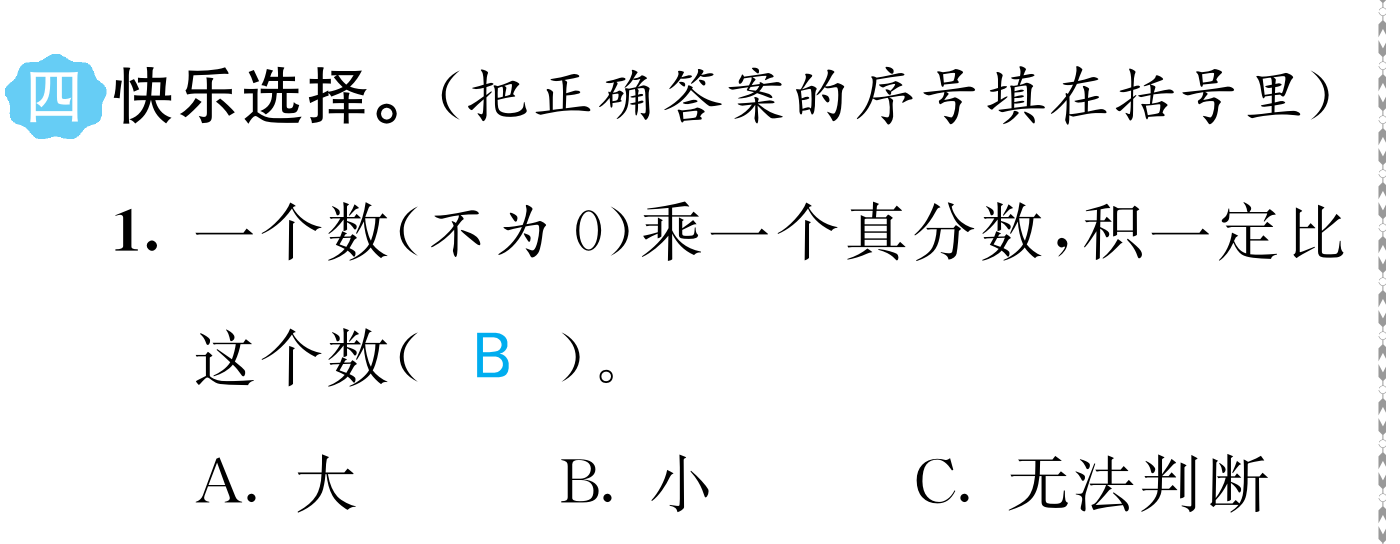 四 快乐选择。(把正确答案的序号填在括号里)
1. 一个数(不为 0)乘一个真分数,积一定比
这个数( B )。
A. 大 B. 小 C. 无法判断